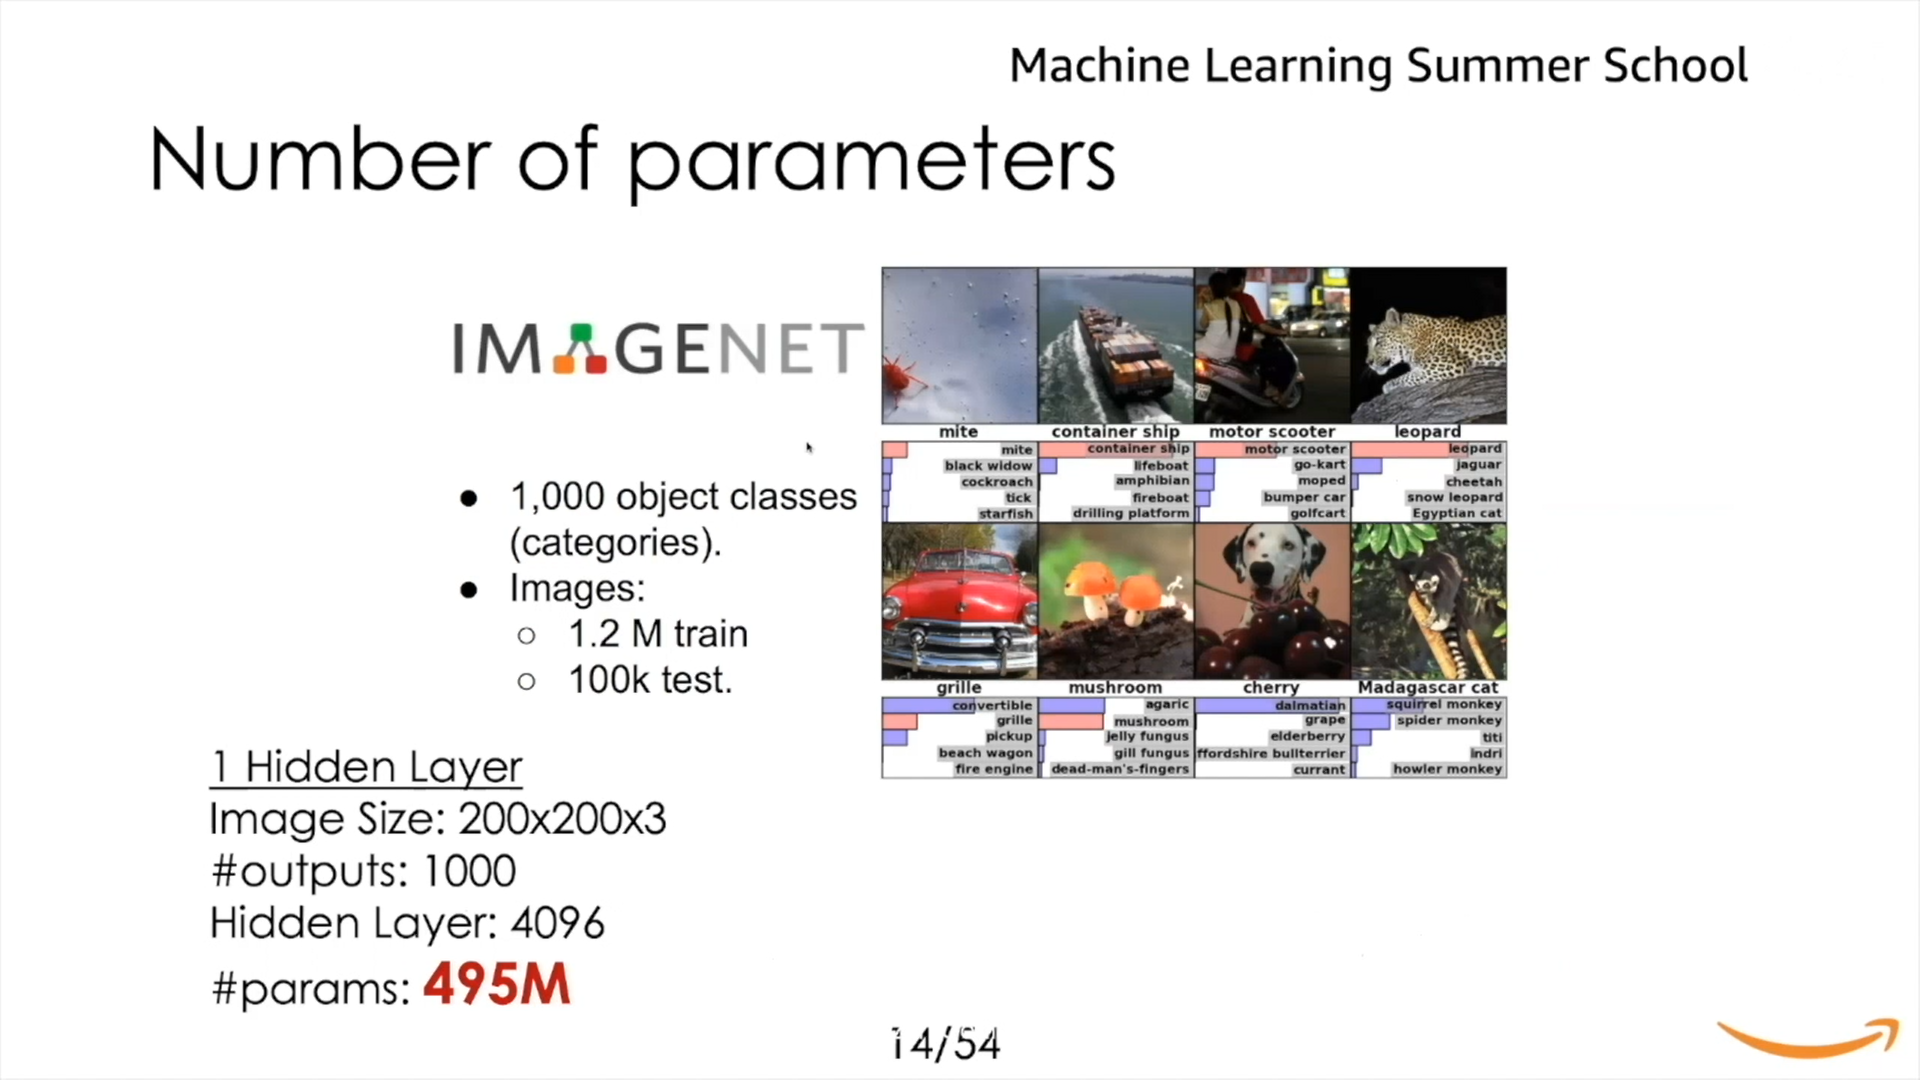 Machine Learning Summer School
Number of parameters
IMAGENET
● 1,000 object classes
(categories).
● Images:
○ 1.2 M train
○ 100k test.
mite container ship motor scooter leopard
mite container ship motor scooter leopard
black widow lifeboat go-kart jaguar
cockroach amphibian moped cheetah
tick fireboat bumper car snow leopard
starfish drilling platform golfcart Egyptian cat
grille mushroom cherry Madagascar cat
convertible agaric dalmatian squirrel monkey
grille mushroom grape spider monkey
pickup jelly fungus elderberry titi
beach wagon gill fungus ffordshire bullterrier indri
fire engine dead-man's-fingers currant howler monkey
1 Hidden Layer
Image Size: 200x200x3
#outputs: 1000
Hidden Layer: 4096
#params: 495M
14/54